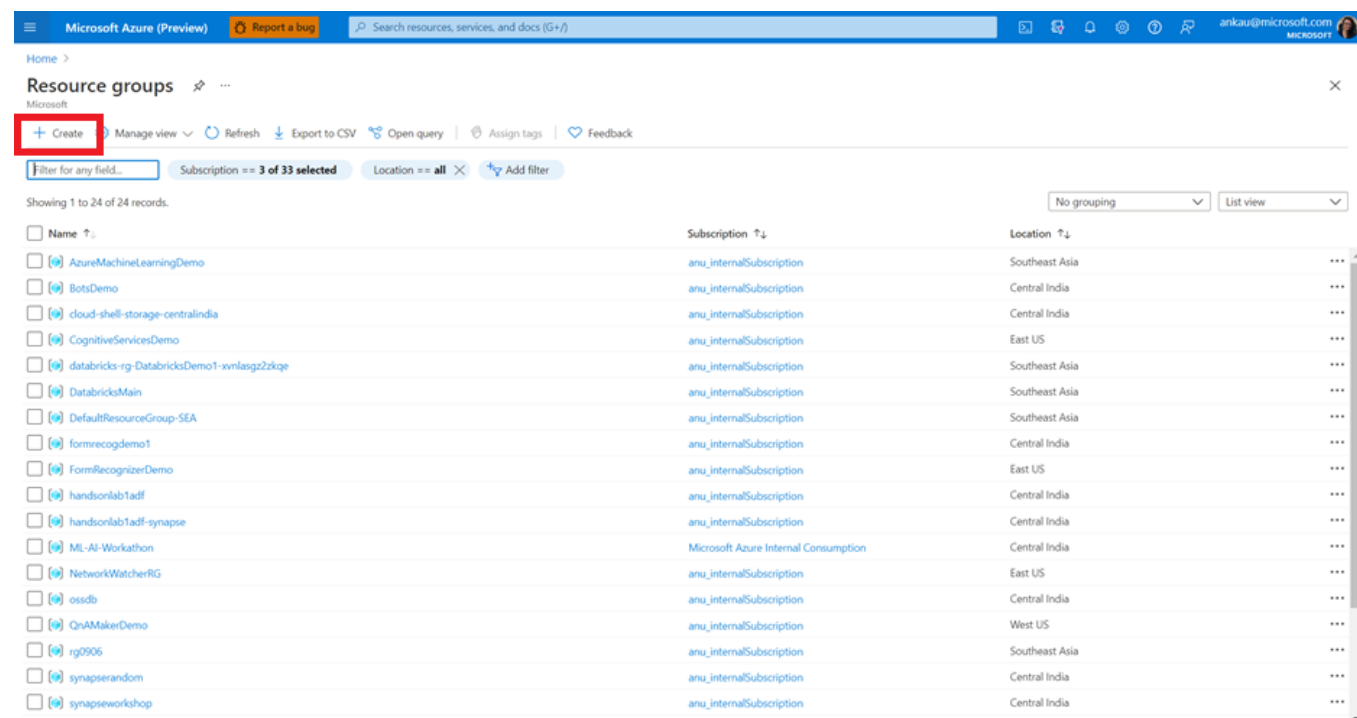 Microsoft Azure (Preview) Report a bug Search resources, services, and docs (G+/) ankau@microsoft.com
MICROSOFT
Home >
Resource groups ...
Microsoft
+ Create Manage view Refresh Export to CSV Open query Assign tags Feedback
Filter for any field... Subscription == 3 of 33 selected Location == all Add filter
Showing 1 to 24 of 24 records. No grouping List view
Name ↑↓ Subscription ↑↓ Location ↑↓
AzureMachineLearningDemo anu_internalSubscription Southeast Asia ...
BotsDemo anu_internalSubscription Central India ...
cloud-shell-storage-centralindia anu_internalSubscription Central India ...
CognitiveServicesDemo anu_internalSubscription East US ...
databricks-rg-DatabricksDemo1-xvnlasgz2zkqe anu_internalSubscription Southeast Asia ...
DatabricksMain anu_internalSubscription Southeast Asia ...
DefaultResourceGroup-SEA anu_internalSubscription Southeast Asia ...
formrecogdemo1 anu_internalSubscription Central India ...
FormRecognizerDemo anu_internalSubscription East US ...
handsonlab1adf anu_internalSubscription Central India ...
handsonlab1adf-synapse anu_internalSubscription Central India ...
ML-AI-Workathon Microsoft Azure Internal Consumption Central India ...
NetworkWatcherRG anu_internalSubscription East US ...
ossdb anu_internalSubscription Central India ...
QnAMakerDemo anu_internalSubscription West US ...
rg0906 anu_internalSubscription Southeast Asia ...
synapserandom anu_internalSubscription Central India ...
synapseworkshop anu_internalSubscription Central India ...